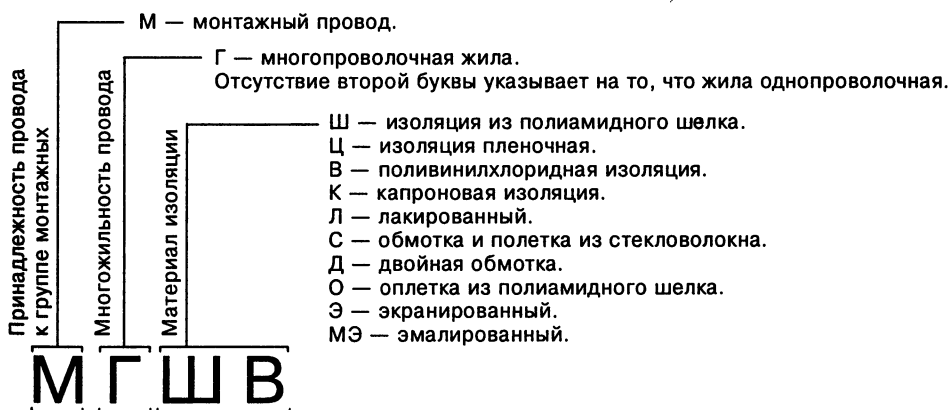 М — монтажный провод.
Г — многопроволочная жила.
Отсутствие второй буквы указывает на то, что жила однопроволочная.
Ш — изоляция из полиамидного шелка.
Ц — изоляция пленочная.
В — поливинилхлоридная изоляция.
К — капроновая изоляция.
Л — лакированный.
С — обмотка и полетка из стекловолокна.
Д — двойная обмотка.
О — оплетка из полиамидного шелка.
Э — экранированный.
МЭ — эмалированный.
Принадлежность провода
к группе монтажных
Многожильность провода
Материал изоляции
М Г Ш В